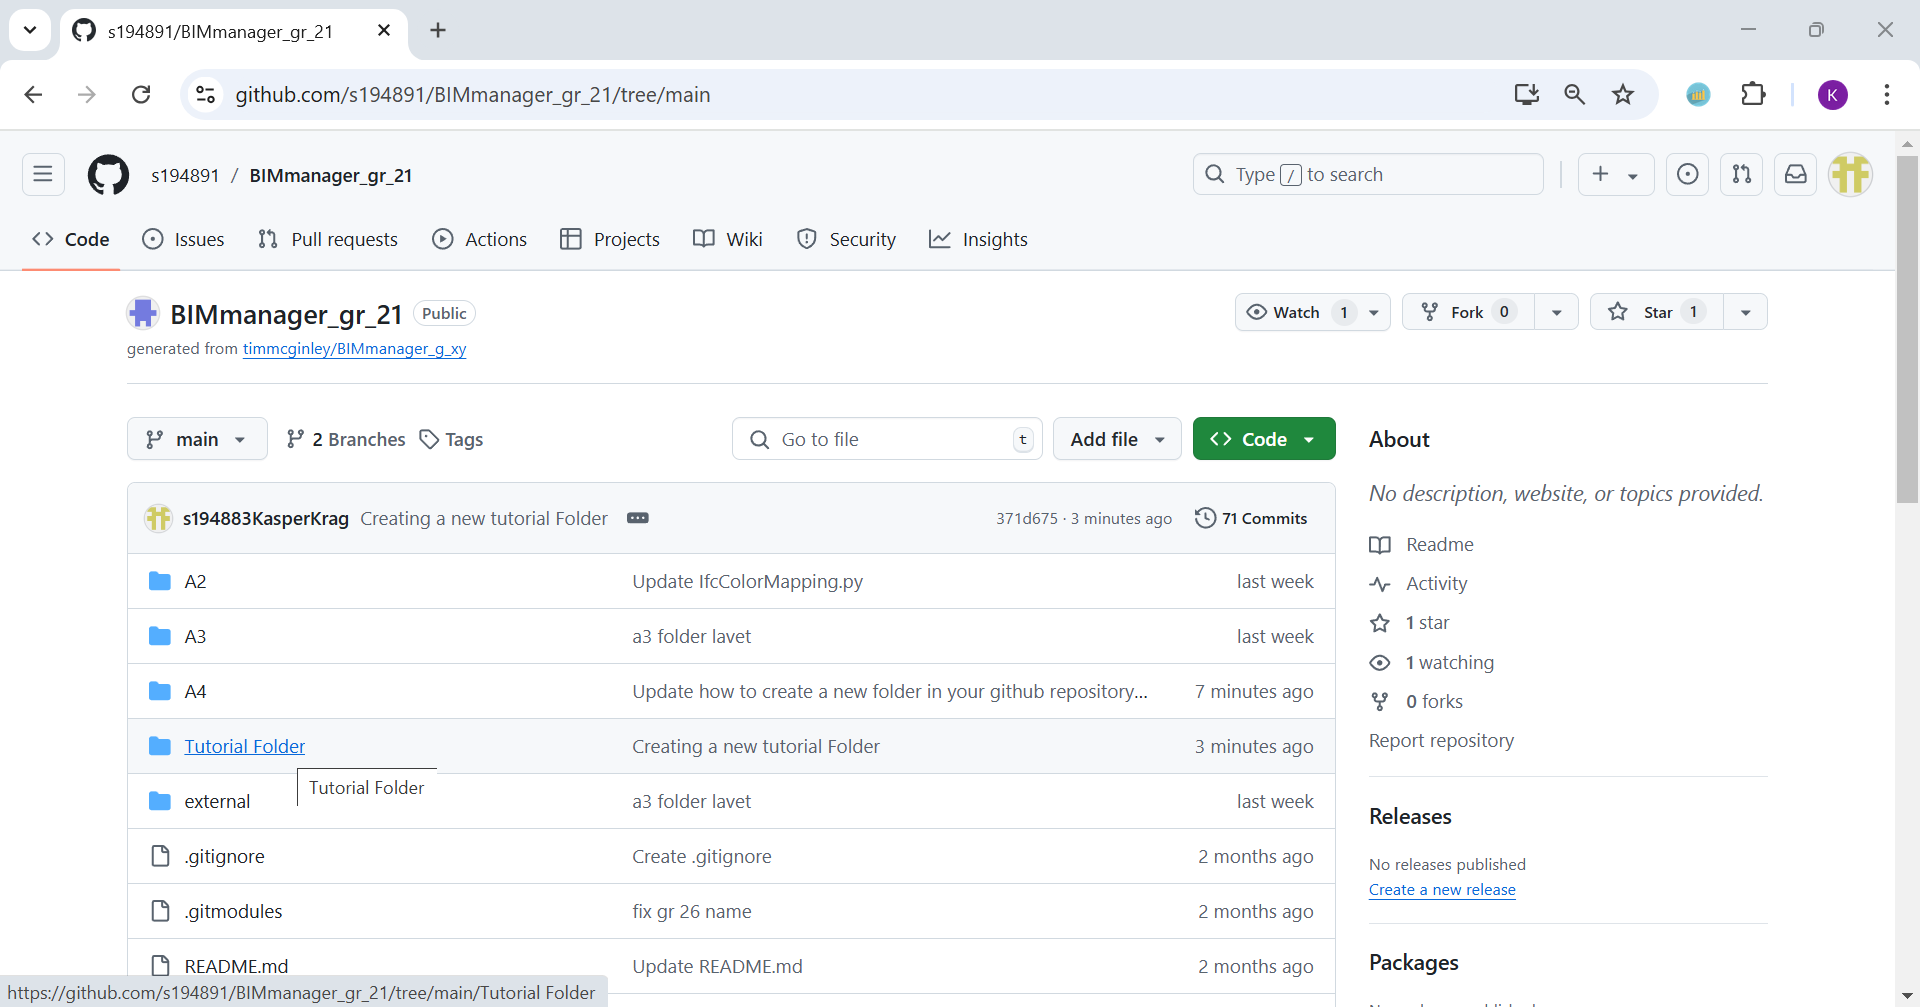 s194891/BIMmanager_gr_21
github.com/s194891/BIMmanager_gr_21/tree/main
K
s194891 / BIMmanager_gr_21
Type / to search
Code
Issues
Pull requests
Actions
Projects
Wiki
Security
Insights
BIMmanager_gr_21 Public
generated from timmcginley/BIMmanager_g_xy
Watch 1
Fork 0
Star 1
main
2 Branches
Tags
Go to file t
Add file
Code
s194883KasperKrag Creating a new tutorial Folder
371d675 · 3 minutes ago
71 Commits
A2 Update IfcColorMapping.py last week
A3 a3 folder lavet last week
A4 Update how to create a new folder in your github repository... 7 minutes ago
Tutorial Folder Creating a new tutorial Folder 3 minutes ago
Tutorial Folder
external a3 folder lavet last week
.gitignore Create .gitignore 2 months ago
.gitmodules fix gr 26 name 2 months ago
README.md Update README.md 2 months ago
https://github.com/s194891/BIMmanager_gr_21/tree/main/Tutorial Folder
About
No description, website, or topics provided.
Readme
Activity
1 star
1 watching
0 forks
Report repository
Releases
No releases published
Create a new release
Packages